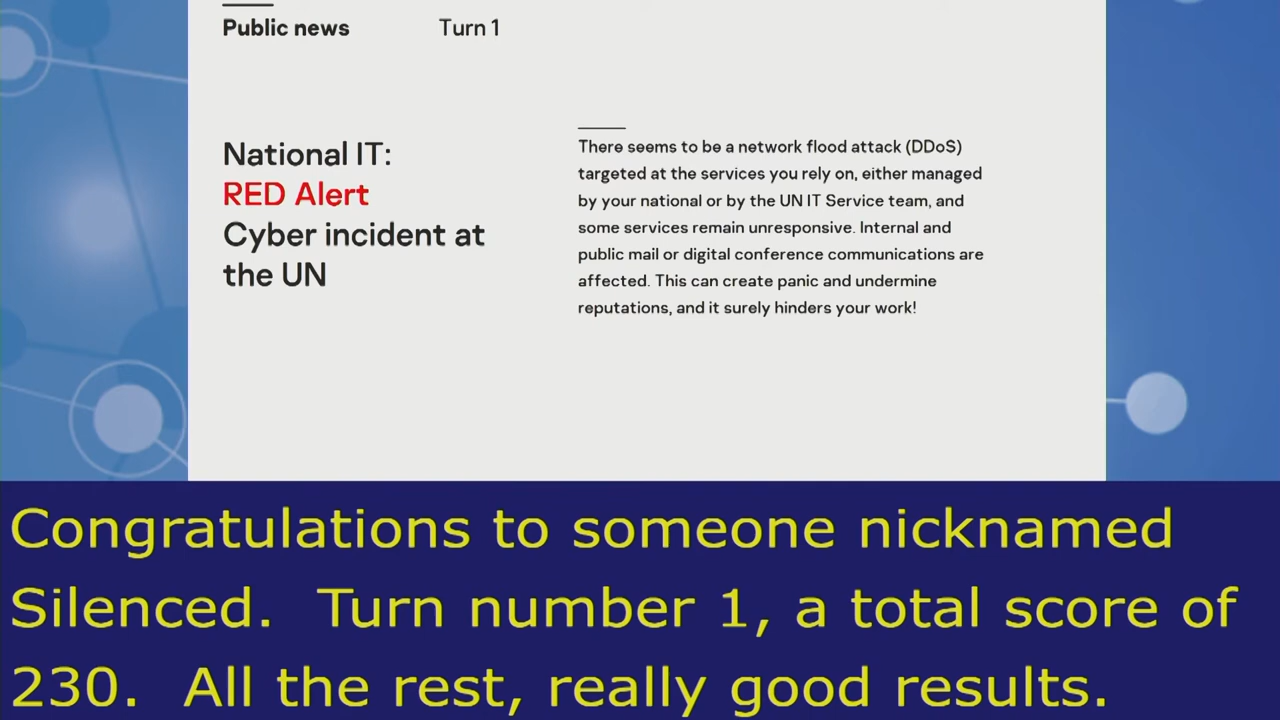 Public news
Turn 1
National IT:
RED Alert
Cyber incident at
the UN
There seems to be a network flood attack (DDoS)
targeted at the services you rely on, either managed
by your national or by the UN IT Service team, and
some services remain unresponsive. Internal and
public mail or digital conference communications are
affected. This can create panic and undermine
reputations, and it surely hinders your work!
Congratulations to someone nicknamed
Silenced.  Turn number 1, a total score of
230.  All the rest, really good results.